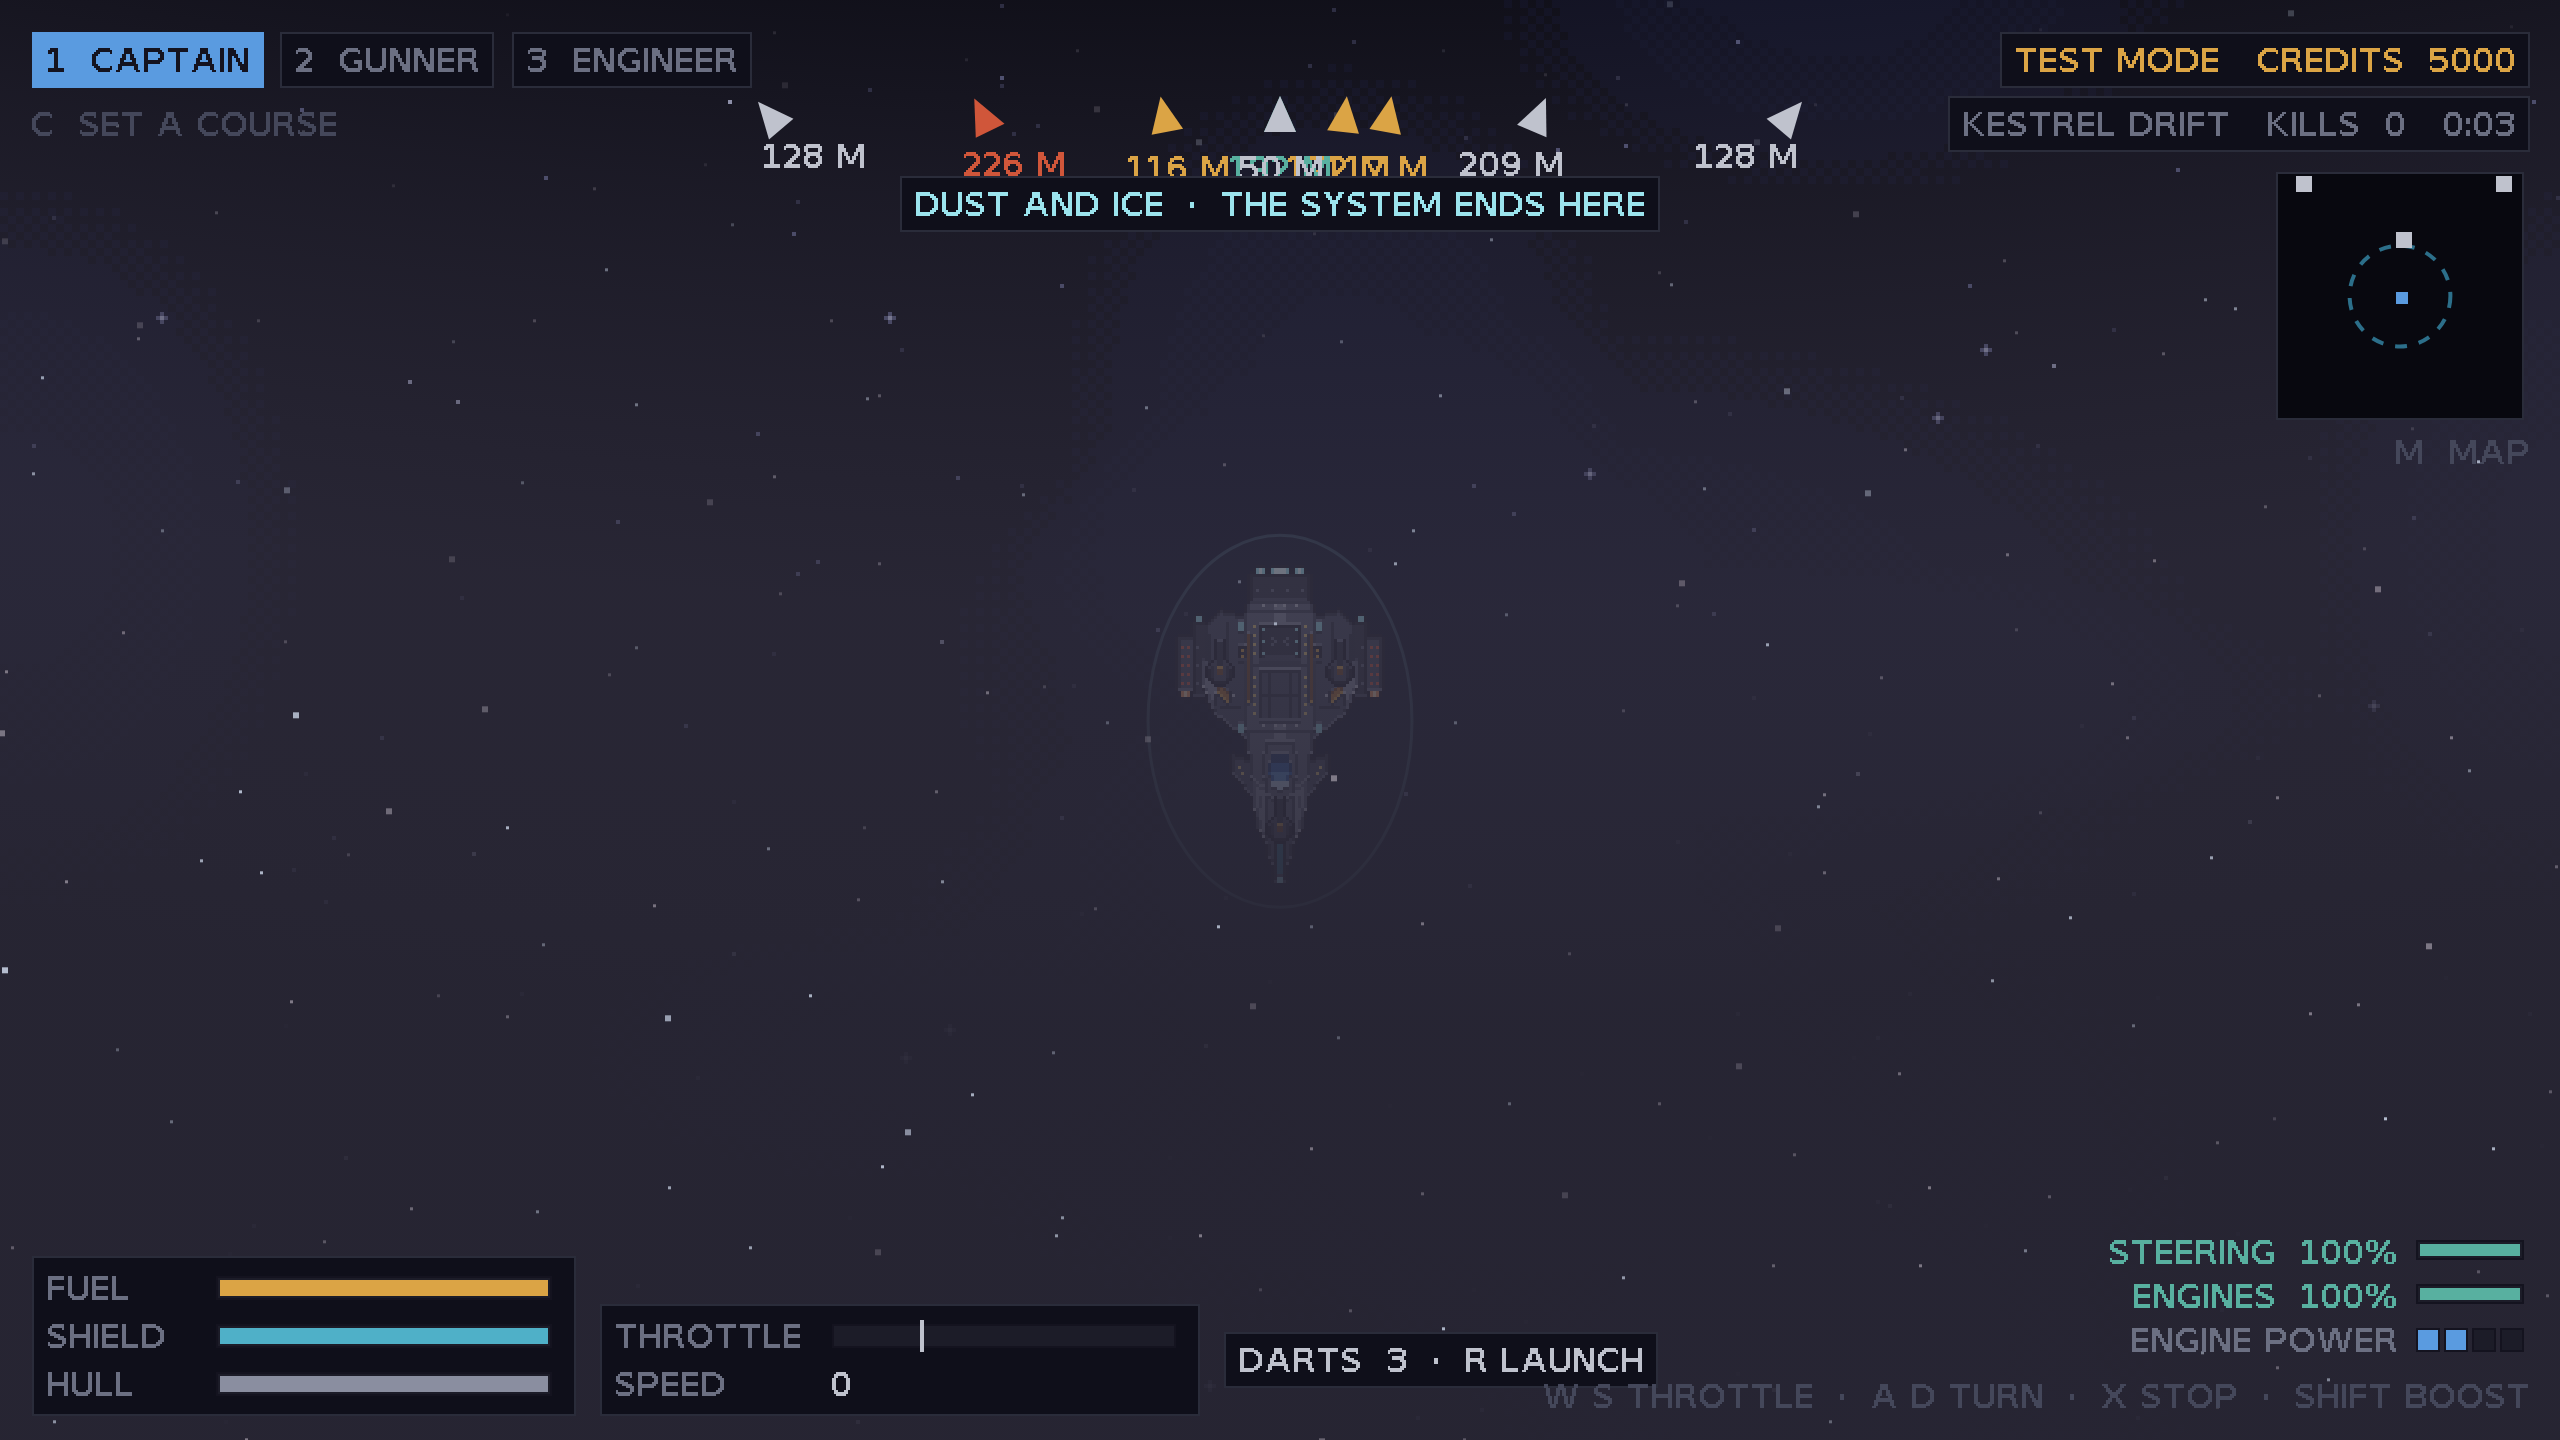 1 CAPTAIN
2 GUNNER
3 ENGINEER
TEST MODE CREDITS 5000
C SET A COURSE
KESTREL DRIFT KILLS 0 0:03
128 M
226 M
116 M
209 M
128 M
DUST AND ICE · THE SYSTEM ENDS HERE
M MAP
STEERING 100%
ENGINES 100%
ENGINE POWER
FUEL
SHIELD
HULL
THROTTLE
SPEED 0
DARTS 3 · R LAUNCH
W S THROTTLE · A D TURN · X STOP · SHIFT BOOST